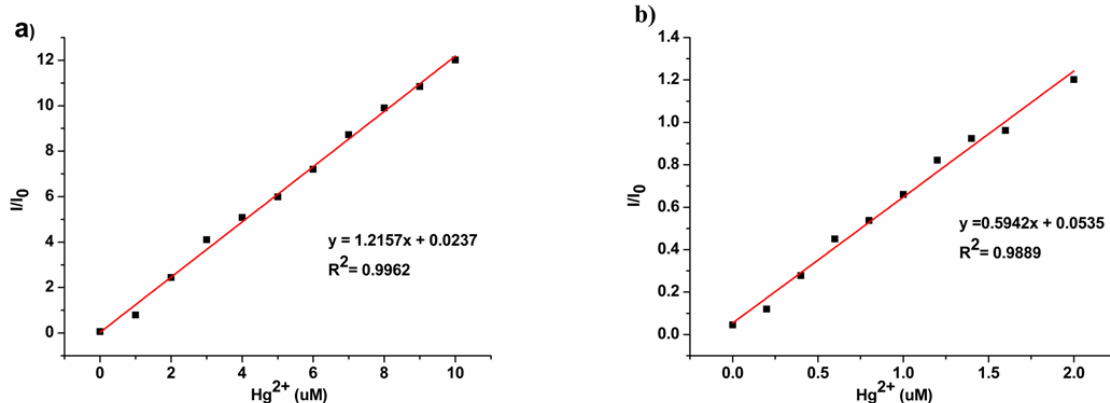 a)
12
10
8
6
4
2
0
I/I0
y = 1.2157x + 0.0237
R2= 0.9962
0 2 4 6 8 10
Hg2+ (uM)
b)
1.4
1.2
1.0
0.8
0.6
0.4
0.2
0.0
I/I0
y =0.5942x + 0.0535
R2= 0.9889
0.0 0.5 1.0 1.5 2.0
Hg2+ (uM)